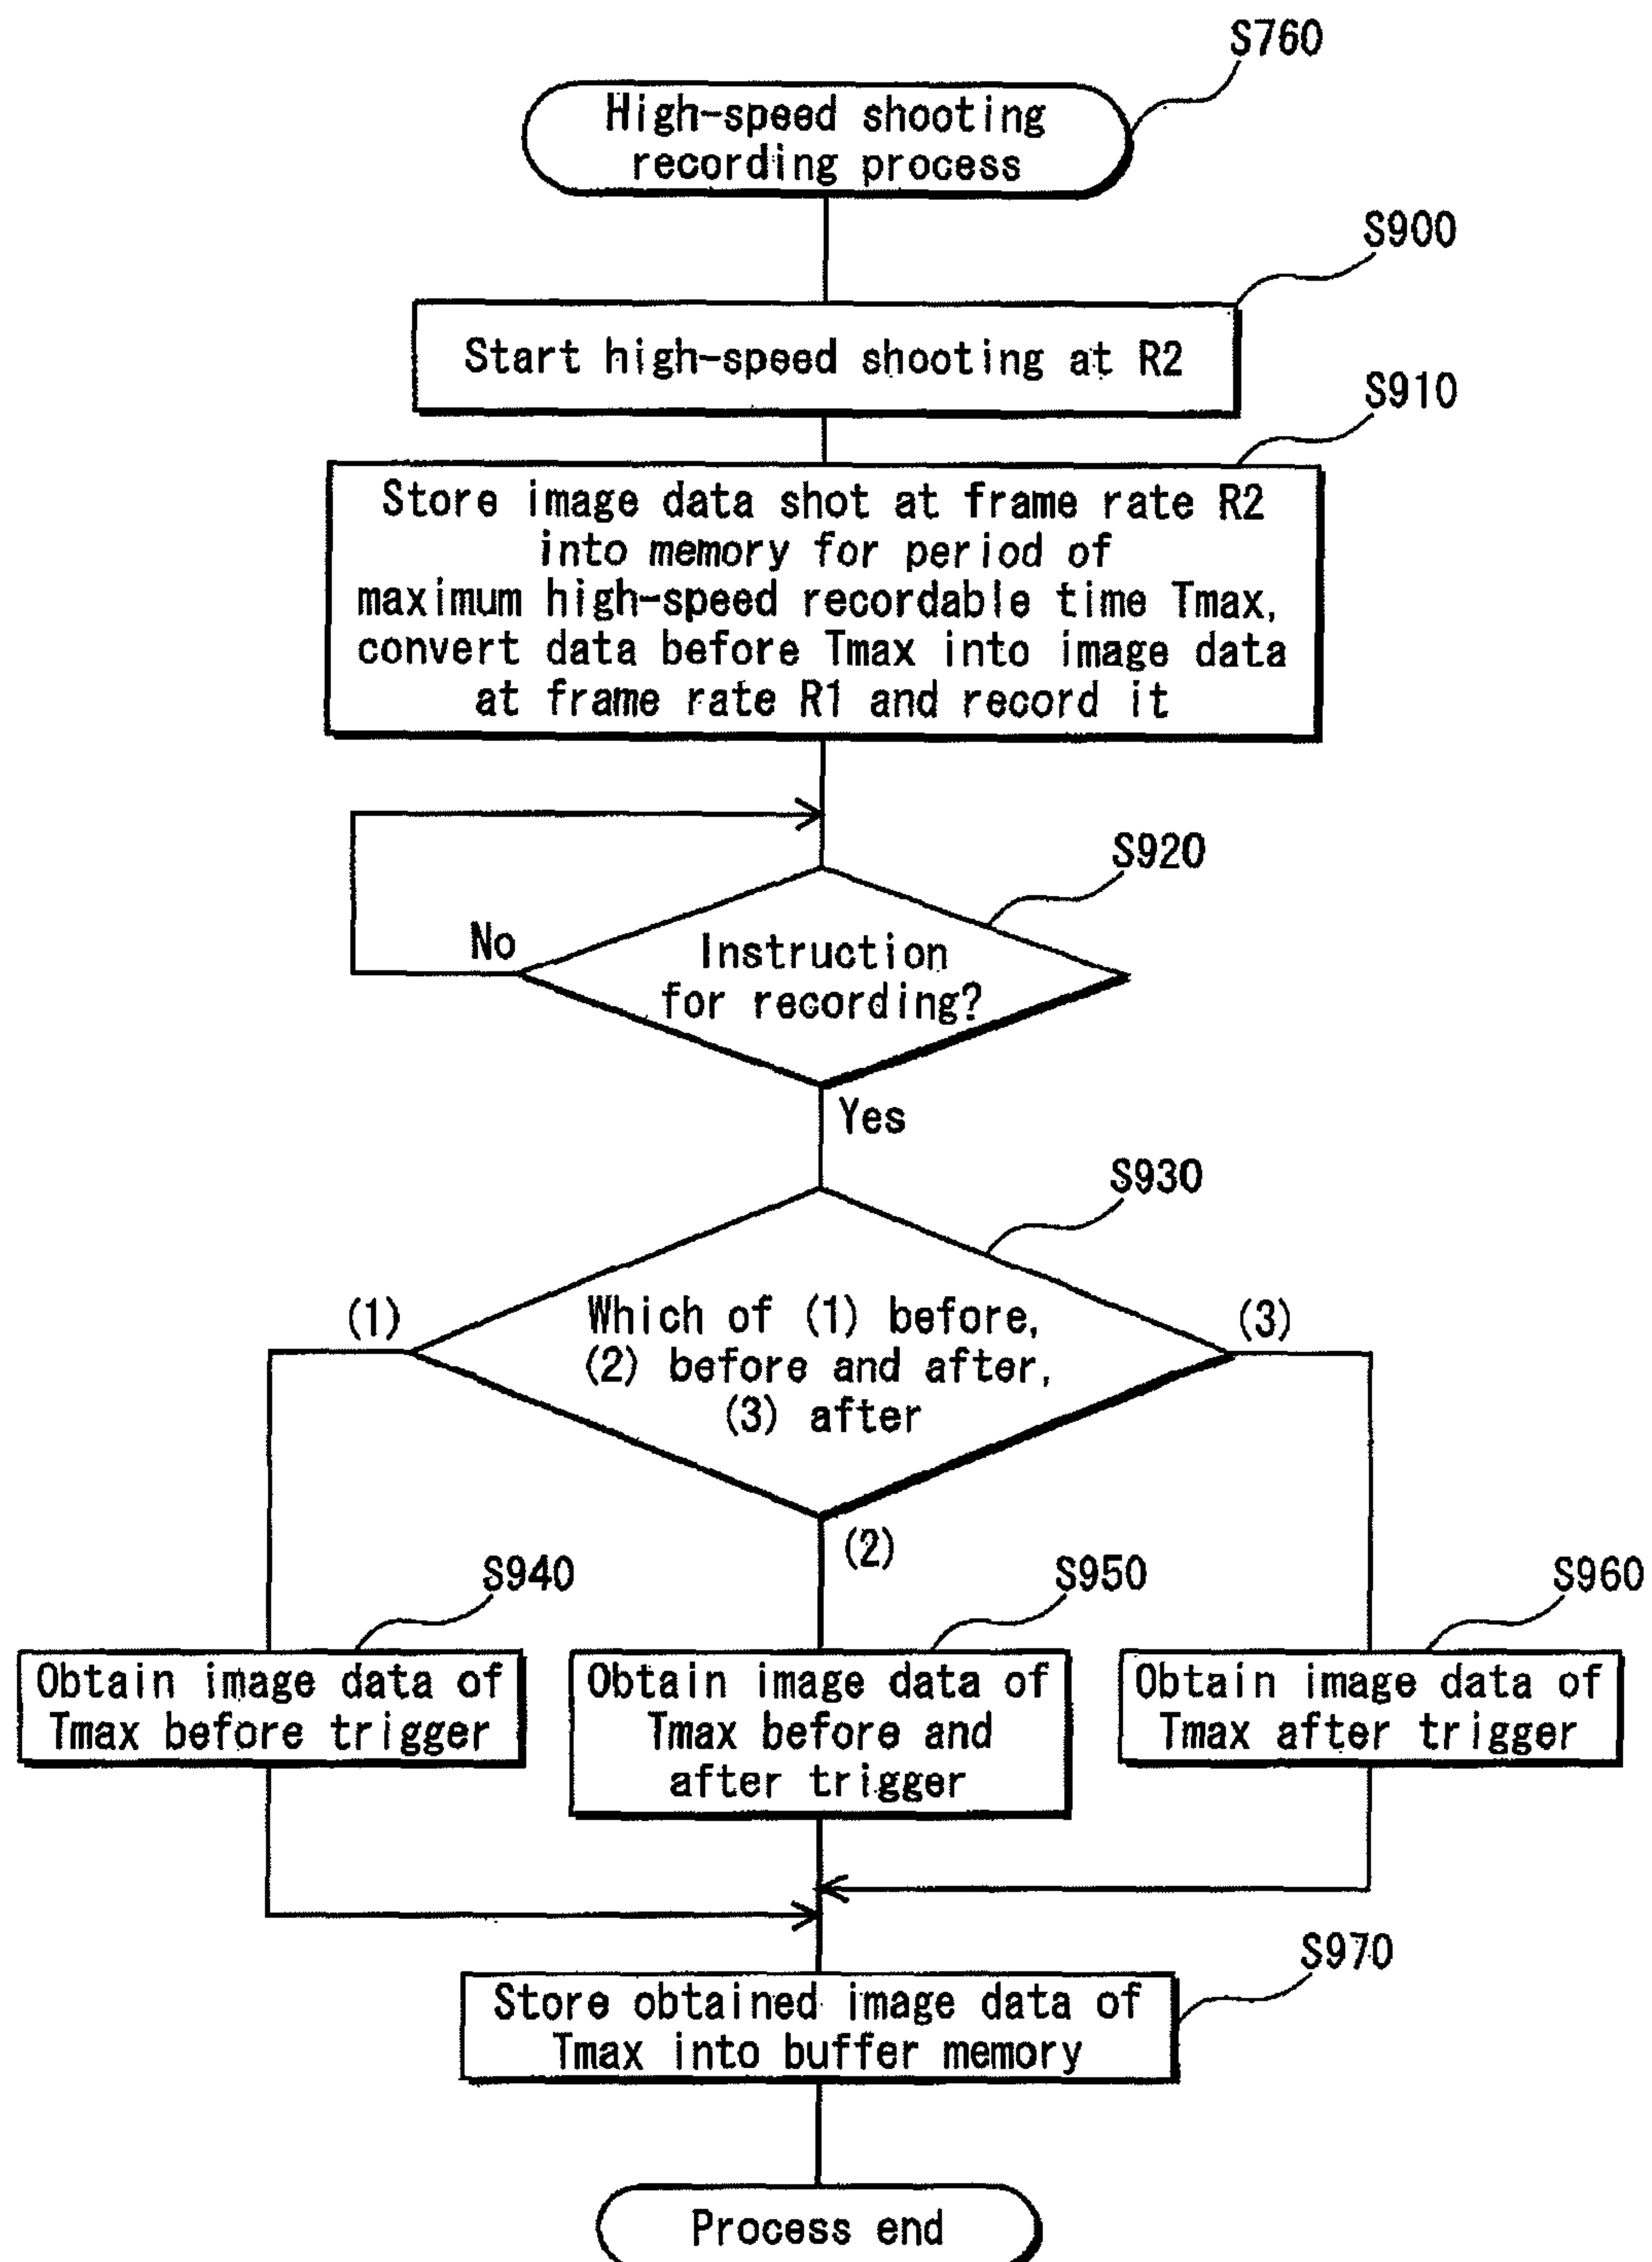 S760
High-speed shooting
recording process
S900
Start high-speed shooting at R2
S910
Store image data shot at frame rate R2
into memory for period of
maximum high-speed recordable time Tmax,
convert data before Tmax into image data
at frame rate R1 and record it
S920
No
Instruction
for recording?
Yes
S930
(1)
Which of (1) before,
(2) before and after,
(3) after
(3)
(2)
S940
Obtain image data of
Tmax before trigger
S950
Obtain image data of
Tmax before and
after trigger
S960
Obtain image data of
Tmax after trigger
S970
Store obtained image data of
Tmax into buffer memory
Process end